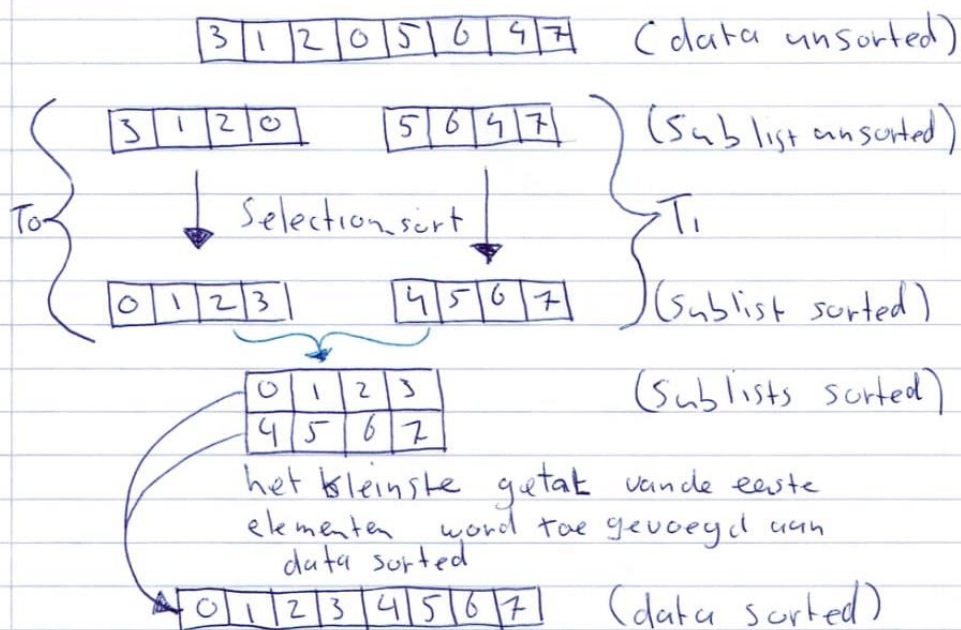 3 1 2 0 5 6 4 7 (data unsorted)
3 1 2 0 5 6 4 7 (Sublist unsorted)
T0 Selection sort T1
0 1 2 3 4 5 6 7 (Sublist sorted)
0 1 2 3 (Sublists sorted)
4 5 6 7
het kleinste getal vande eerste
elementen word toe gevoegd aan
data sorted
0 1 2 3 4 5 6 7 (data sorted)